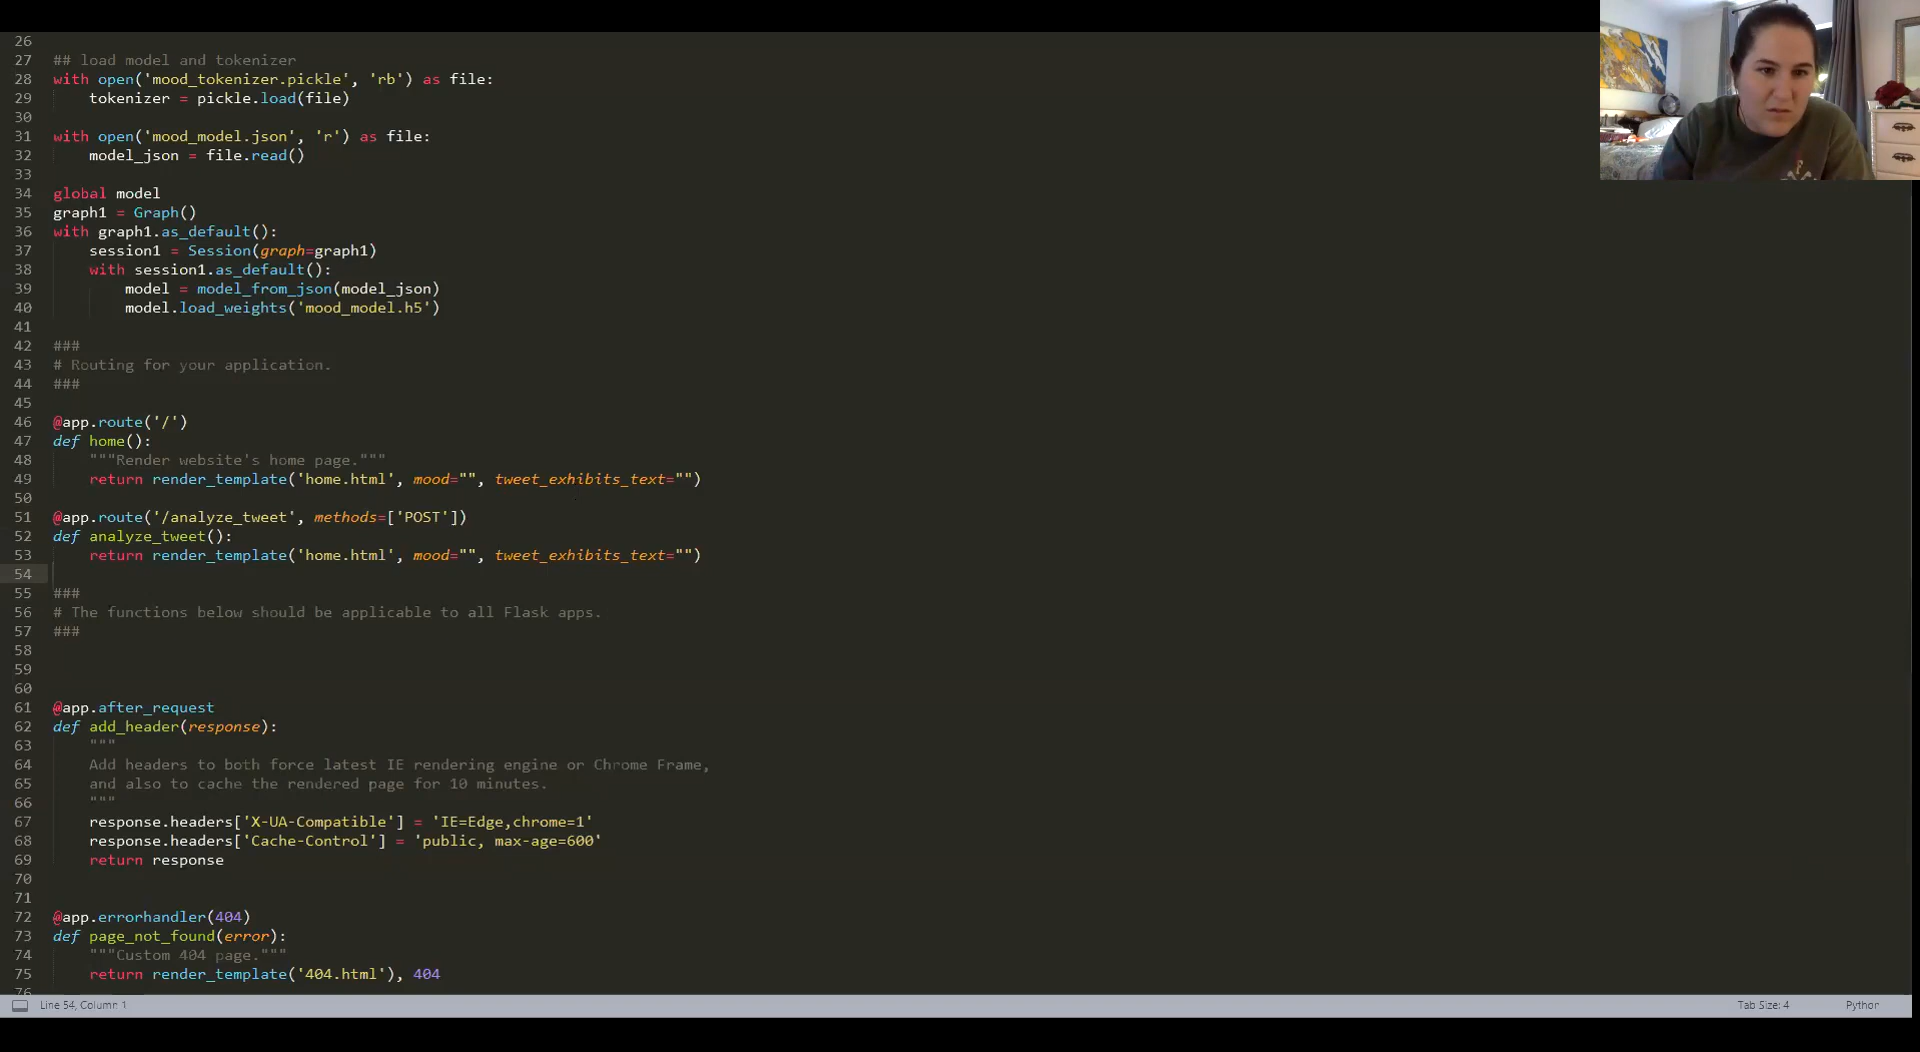 26
27 ## load model and tokenizer
28 with open('mood_tokenizer.pickle', 'rb') as file:
29     tokenizer = pickle.load(file)
30
31 with open('mood_model.json', 'r') as file:
32     model_json = file.read()
33
34 global model
35 graph1 = Graph()
36 with graph1.as_default():
37     session1 = Session(graph=graph1)
38     with session1.as_default():
39         model = model_from_json(model_json)
40         model.load_weights('mood_model.h5')
41
42 ###
43 # Routing for your application.
44 ###
45
46 @app.route('/')
47 def home():
48     """Render website's home page."""
49     return render_template('home.html', mood="", tweet_exhibits_text="")
50
51 @app.route('/analyze_tweet', methods=['POST'])
52 def analyze_tweet():
53     return render_template('home.html', mood="", tweet_exhibits_text="")
54
55 ###
56 # The functions below should be applicable to all Flask apps.
57 ###
58
59
60
61 @app.after_request
62 def add_header(response):
63     """
64     Add headers to both force latest IE rendering engine or Chrome Frame,
65     and also to cache the rendered page for 10 minutes.
66     """
67     response.headers['X-UA-Compatible'] = 'IE=Edge,chrome=1'
68     response.headers['Cache-Control'] = 'public, max-age=600'
69     return response
70
71
72 @app.errorhandler(404)
73 def page_not_found(error):
74     """Custom 404 page."""
75     return render_template('404.html'), 404
76
Line 54, Column 1 Tab Size: 4 Python